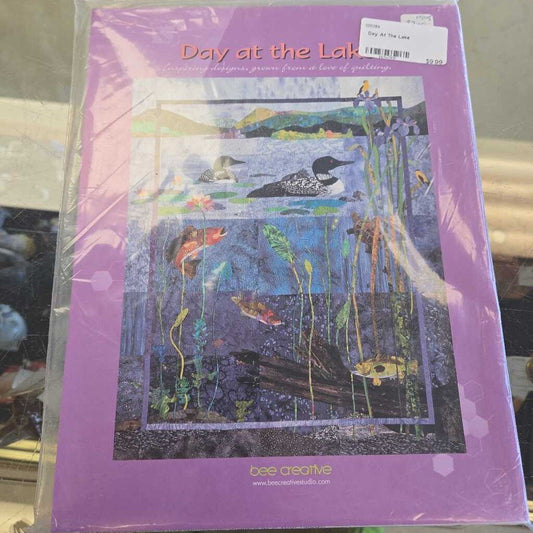 Day At The Lake
$9.99
Day at the Lake
Inspiring designs, grown from a love of quilting.
bee creative
www.beecreativestudio.com